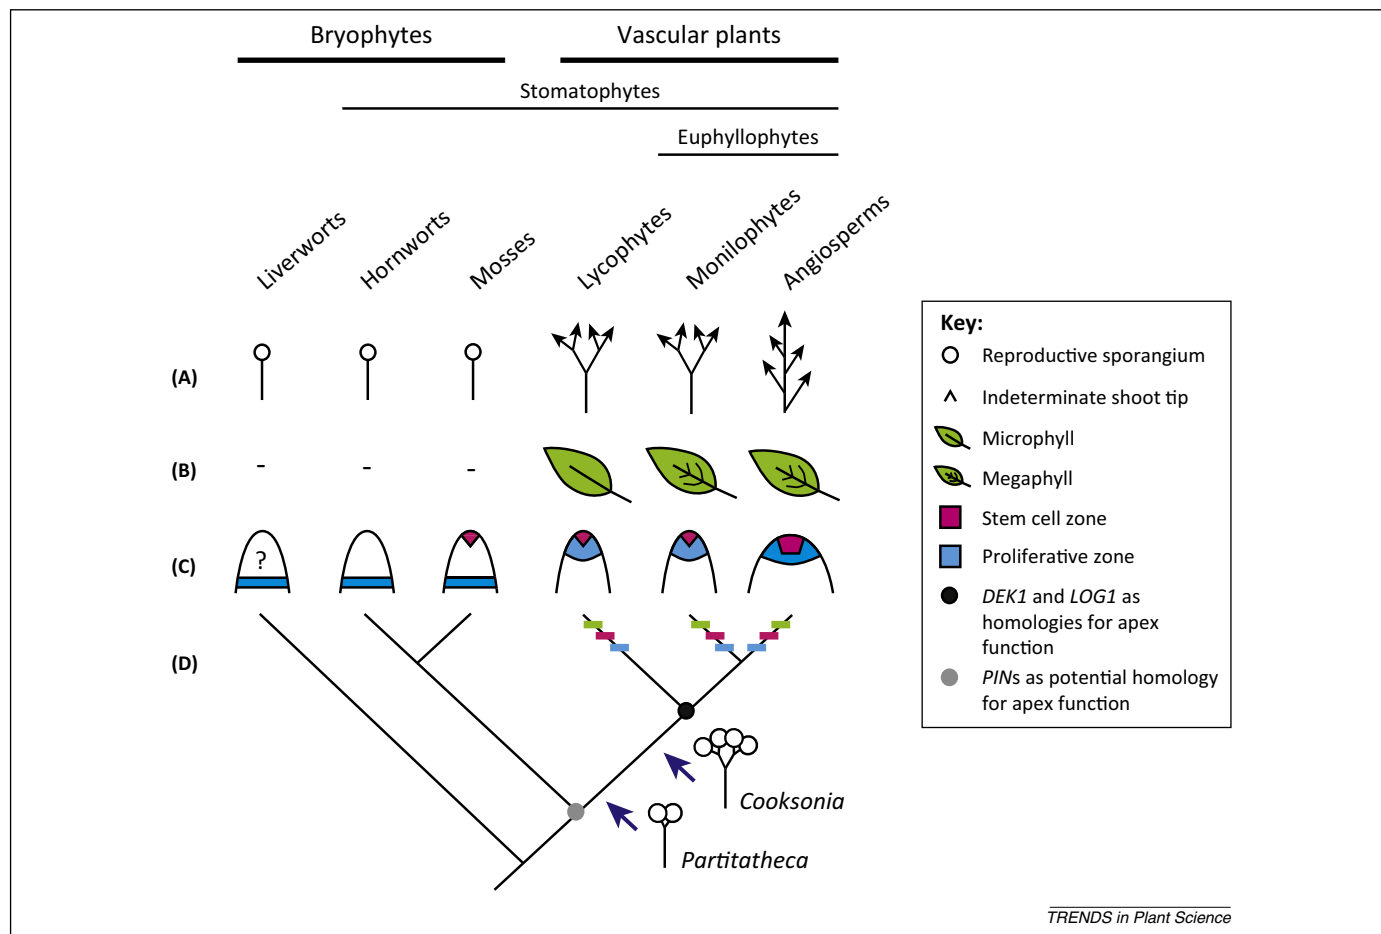 Bryophytes
Vascular plants
Stomatophytes
Euphyllophytes
Liverworts
Hornworts
Mosses
Lycophytes
Monilophytes
Angiosperms
(A)
(B)
- - -
(C)
?
(D)
Cooksonia
Partitatheca
Key:
Reproductive sporangium
Indeterminate shoot tip
Microphyll
Megaphyll
Stem cell zone
Proliferative zone
DEK1 and LOG1 as
homologies for apex
function
PINs as potential homology
for apex function
TRENDS in Plant Science